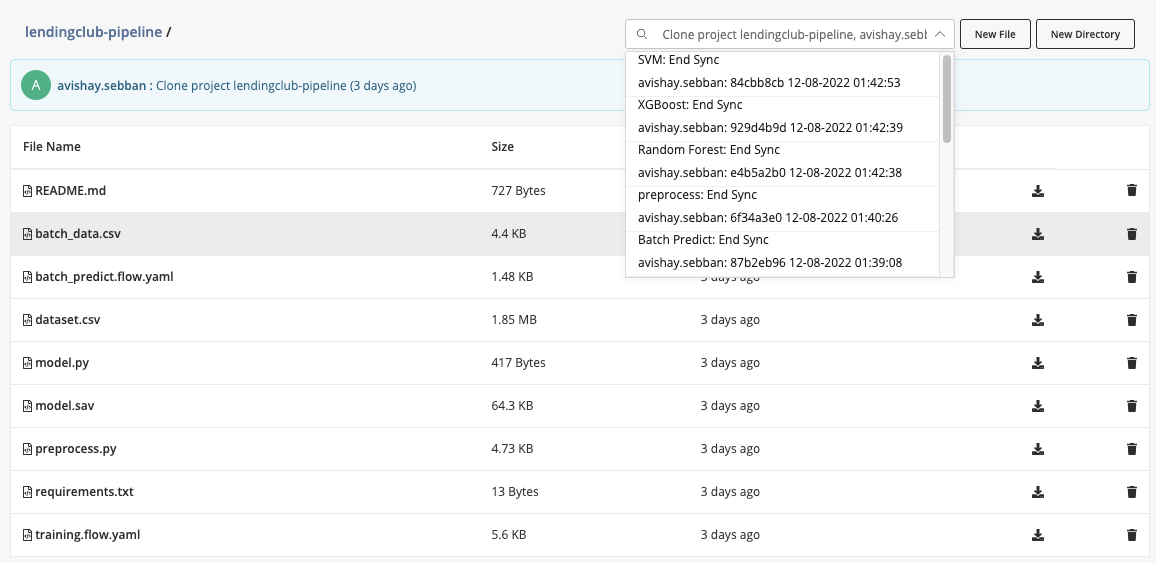 lendingclub-pipeline /
Clone project lendingclub-pipeline, avishay.sebb
New File
New Directory
A
avishay.sebban : Clone project lendingclub-pipeline (3 days ago)
SVM: End Sync
avishay.sebban: 84cbb8cb 12-08-2022 01:42:53
XGBoost: End Sync
avishay.sebban: 929d4b9d 12-08-2022 01:42:39
Random Forest: End Sync
avishay.sebban: e4b5a2b0 12-08-2022 01:42:38
preprocess: End Sync
avishay.sebban: 6f34a3e0 12-08-2022 01:40:26
Batch Predict: End Sync
avishay.sebban: 87b2eb96 12-08-2022 01:39:08
File Name Size
README.md 727 Bytes
batch_data.csv 4.4 KB
batch_predict.flow.yaml 1.48 KB 3 days ago
dataset.csv 1.85 MB 3 days ago
model.py 417 Bytes 3 days ago
model.sav 64.3 KB 3 days ago
preprocess.py 4.73 KB 3 days ago
requirements.txt 13 Bytes 3 days ago
training.flow.yaml 5.6 KB 3 days ago